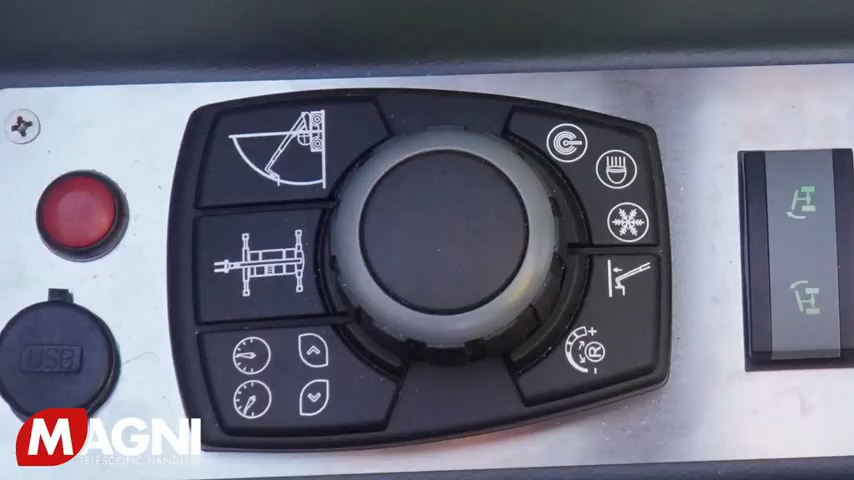 USB
R
+
-
MAGNI
TELESCOPIC HANDLERS